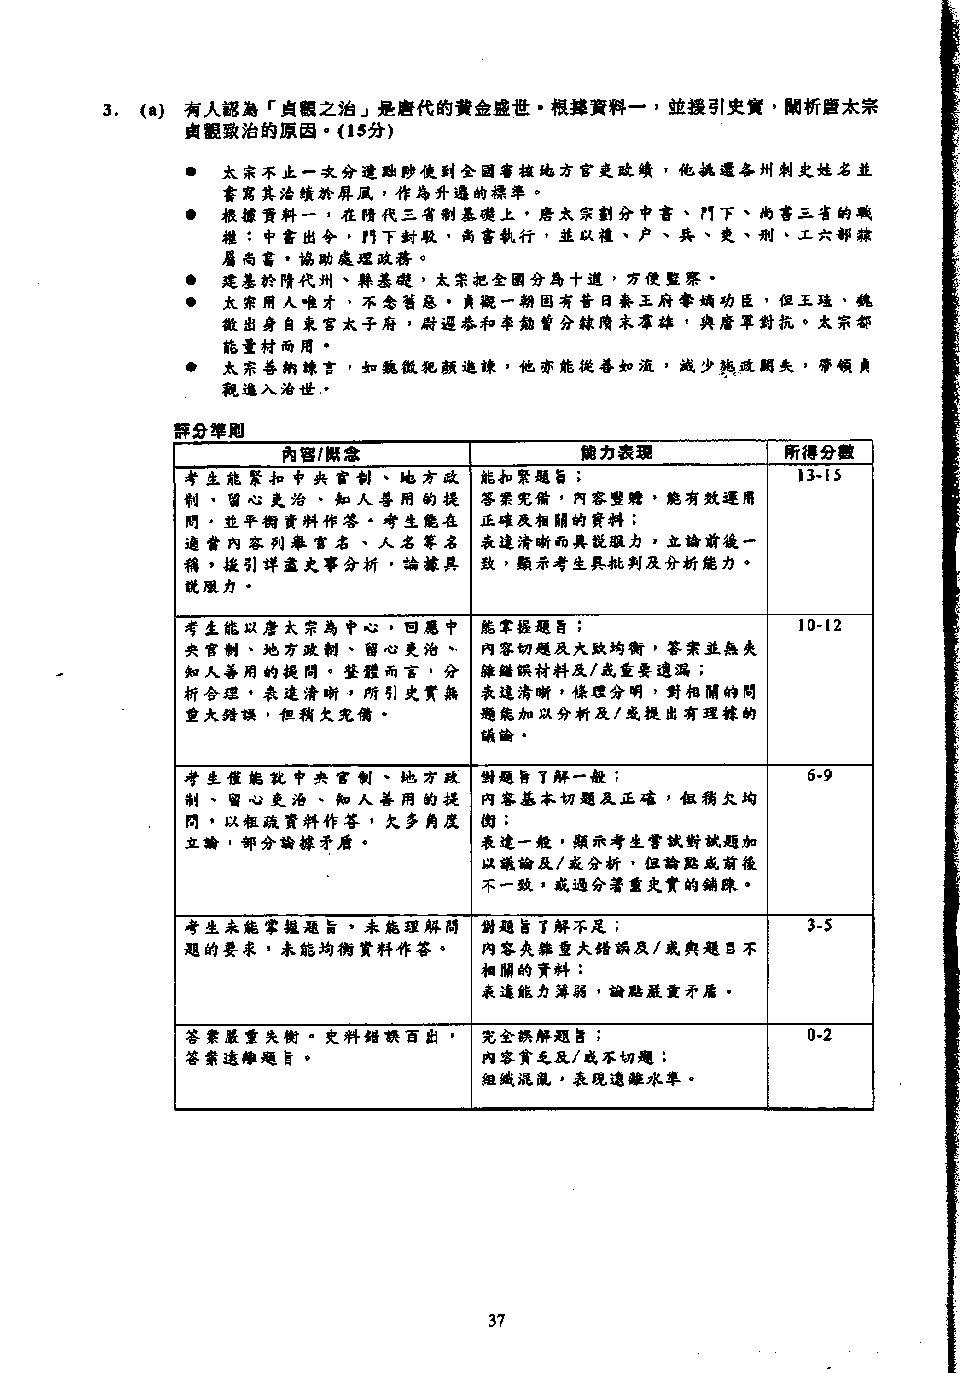 3. (a) 有人認為「貞觀之治」是唐代的黃金盛世。根據資料一，並援引史實，闡析唐太宗
貞觀致治的原因。(15分)
● 太宗不止一次分遣黜陟使到全國審核地方官吏政績，他挑選各州刺史姓名並
書寫其治績於屏風，作為升遷的標準。
● 根據資料一，在隋代三省制基礎上，唐太宗劃分中書、門下、尚書三省的職
權：中書出令，門下封駁，尚書執行，並以禮、戶、兵、吏、刑、工六部隸
屬尚書，協助處理政務。
● 建基於隋代州、縣基礎，太宗把全國分為十道，方便監察。
● 太宗用人唯才，不念舊惡。貞觀一朝固有昔日秦王府舊功臣，但王珪、魏
徵出身自東宮太子府，尉遲恭和李勣曾分隸隋末羣雄，與唐軍對抗。太宗都
能量材而用。
● 太宗善納諫言，如魏徵犯顏進諫，他亦能從善如流，減少施政闕失，帶領貞
觀進入治世。
評分準則
內容/概念 能力表現 所得分數
考生能緊扣中央官制、地方政
制、留心吏治、知人善用的提
問，並平衡資料作答。考生能在
適當內容列舉官名、人名等名
稱，援引詳盡史事分析，論據具
說服力。
能扣緊題旨；
答案完備，內容豐贍，能有效運用
正確及相關的資料；
表達清晰而具說服力，立論前後一
致，顯示考生具批判及分析能力。
13-15
考生能以唐太宗為中心，回應中
央官制、地方政制、留心吏治、
知人善用的提問。整體而言，分
析合理，表達清晰，所引史實無
重大錯誤，但稍欠完備。
能掌握題旨；
內容切題及大致均衡，答案並無夾
雜錯誤材料及/或重要遺漏；
表達清晰，條理分明，對相關的問
題能加以分析及/或提出有理據的
議論。
10-12
考生僅能就中央官制、地方政
制、留心吏治、知人善用的提
問，以粗疏資料作答，欠多角度
立論，部分論據矛盾。
對題旨了解一般；
內容基本切題及正確，但稍欠均
衡；
表達一般，顯示考生嘗試對試題加
以議論及/或分析，但論點或前後
不一致，或過分著重史實的鋪陳。
6-9
考生未能掌握題旨，未能理解問
題的要求，未能均衡資料作答。
對題旨了解不足；
內容夾雜重大錯誤及/或與題目不
相關的資料；
表達能力薄弱，論點嚴重矛盾。
3-5
答案嚴重失衡。史料錯誤百出，
答案遠離題旨。
完全誤解題旨；
內容貧乏及/或不切題；
組織混亂，表現遠離水準。
0-2
37